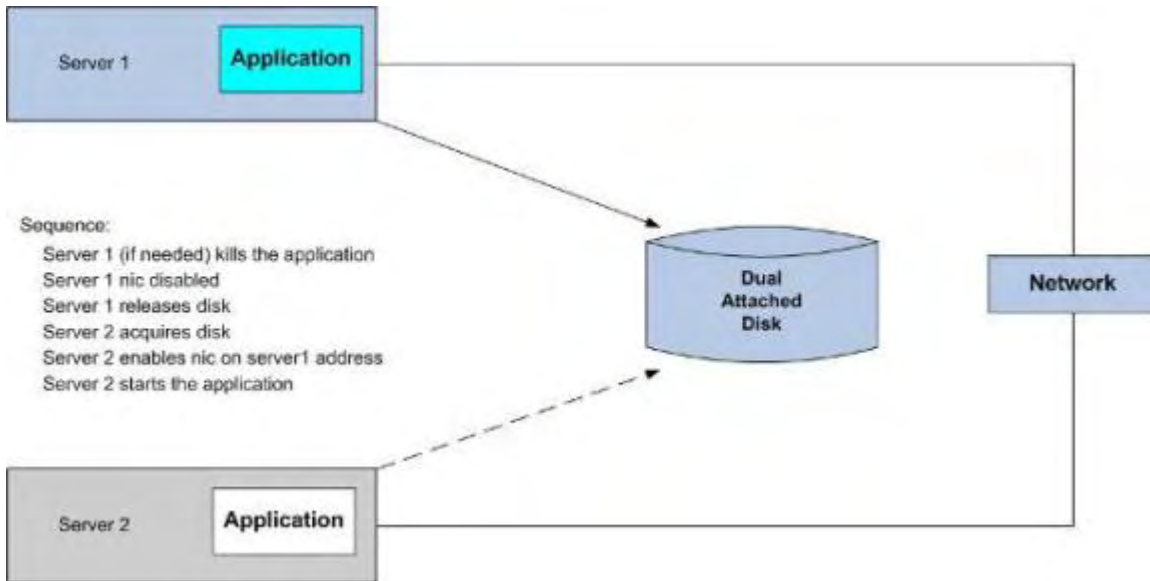 Server 1
Application
Sequence:
Server 1 (if needed) kills the application
Server 1 nic disabled
Server 1 releases disk
Server 2 acquires disk
Server 2 enables nic on server1 address
Server 2 starts the application
Dual
Attached
Disk
Network
Server 2
Application